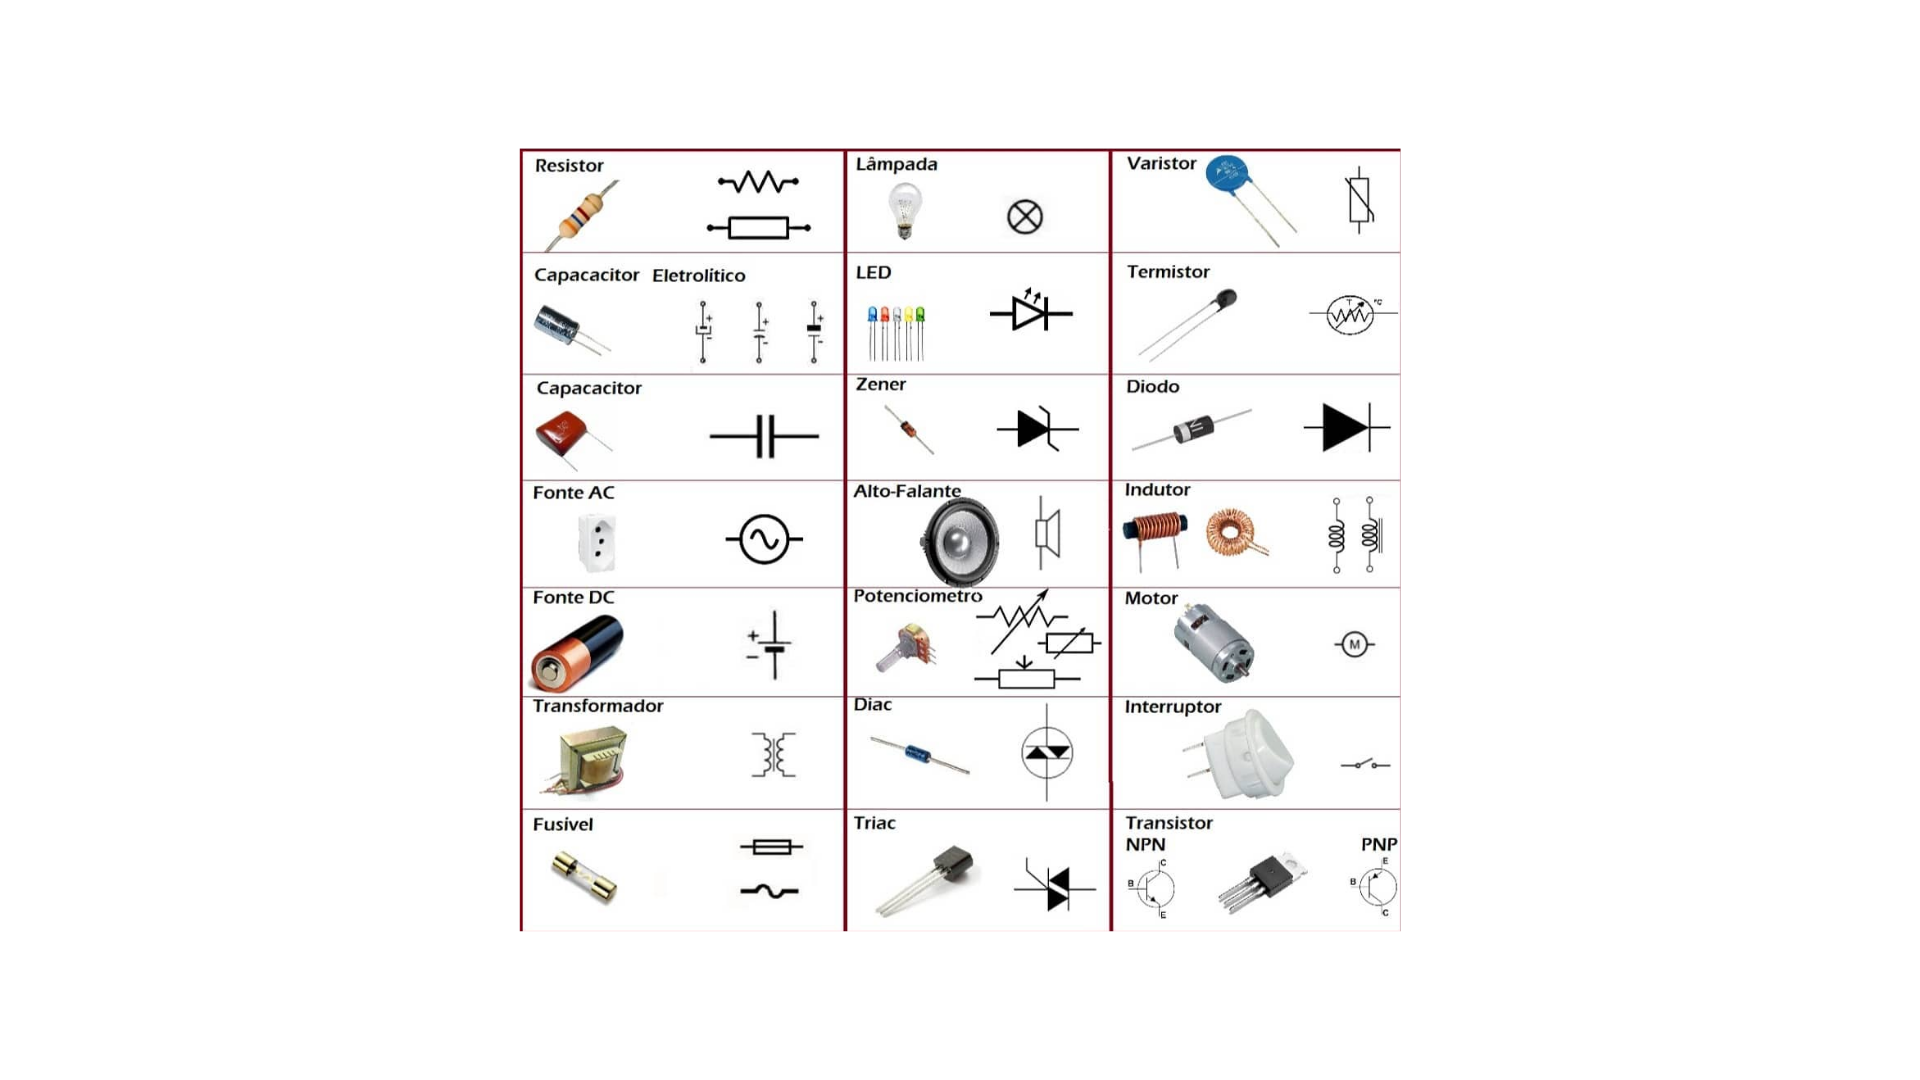 Resistor
Lâmpada
Varistor
Capacacitor Eletrolítico
LED
Termistor
+
-
+
-
+
-
T
°C
Capacacitor
Zener
Diodo
Fonte AC
Alto-Falante
Indutor
Fonte DC
Potenciometro
Motor
+
−
M
Transformador
Diac
Interruptor
Fusível
Triac
Transistor
NPN
PNP
C
B
E
E
B
C